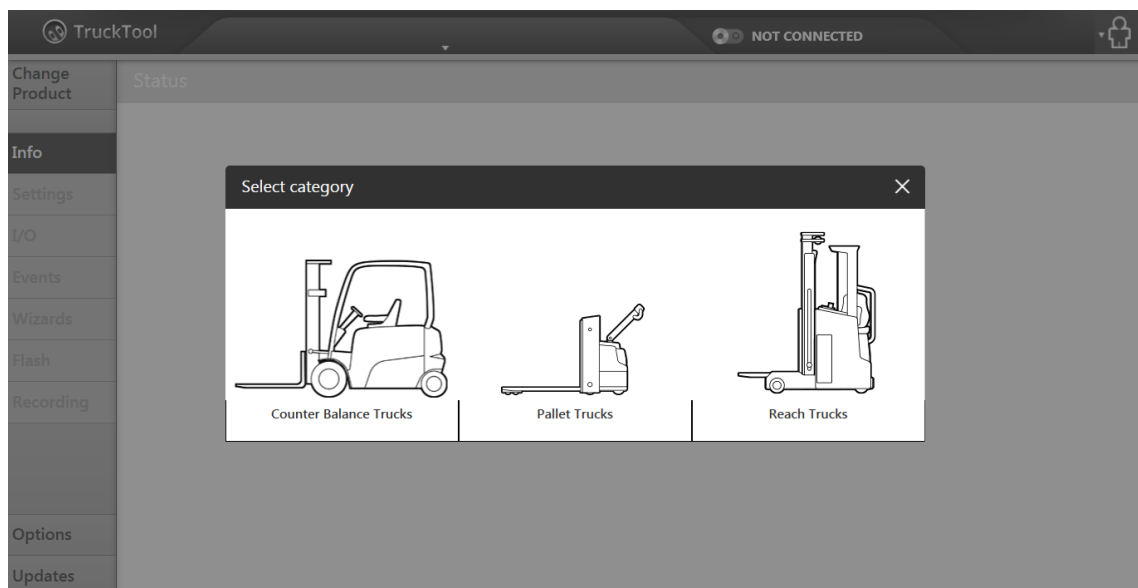 TruckTool
NOT CONNECTED
Change
Product
Status
Info
Settings
I/O
Events
Wizards
Flash
Recording
Options
Updates
Select category
Counter Balance Trucks
Pallet Trucks
Reach Trucks